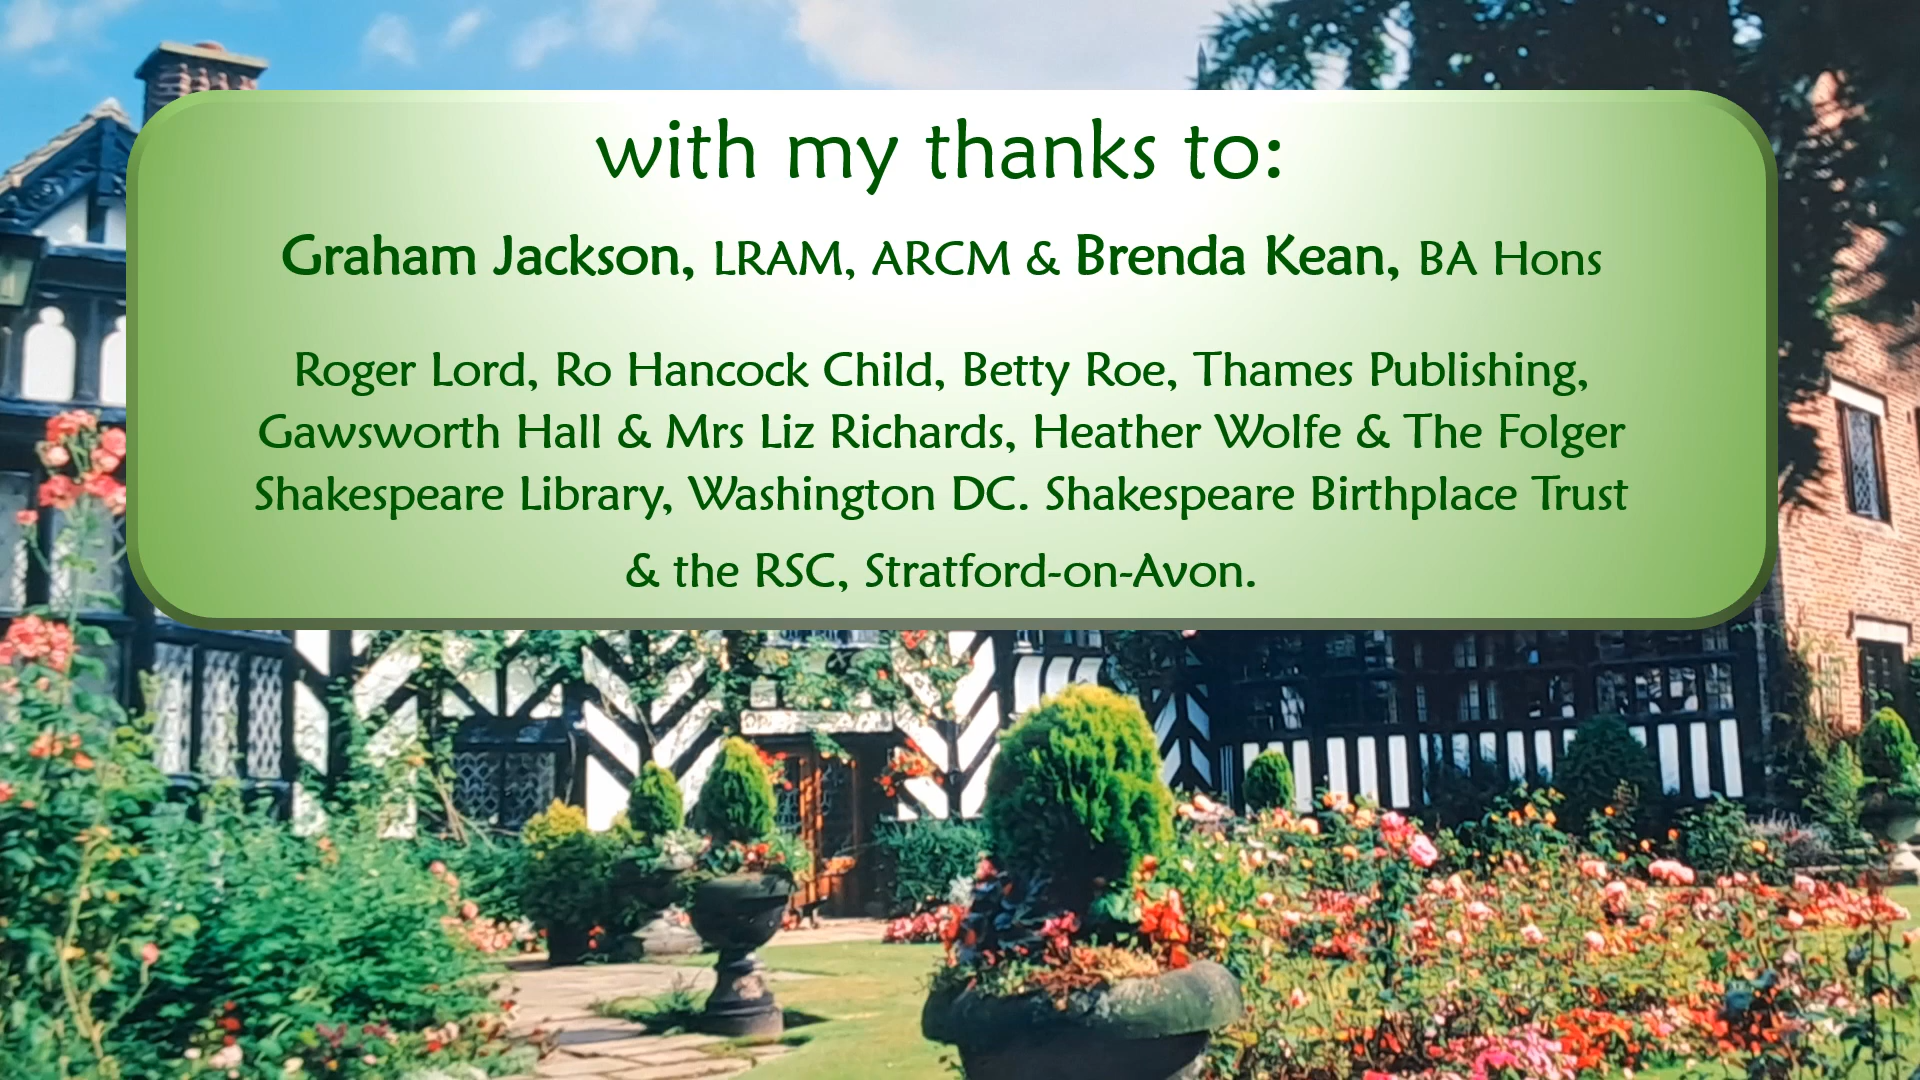 with my thanks to:
Graham Jackson, LRAM, ARCM & Brenda Kean, BA Hons
Roger Lord, Ro Hancock Child, Betty Roe, Thames Publishing,
Gawsworth Hall & Mrs Liz Richards, Heather Wolfe & The Folger
Shakespeare Library, Washington DC. Shakespeare Birthplace Trust
& the RSC, Stratford-on-Avon.